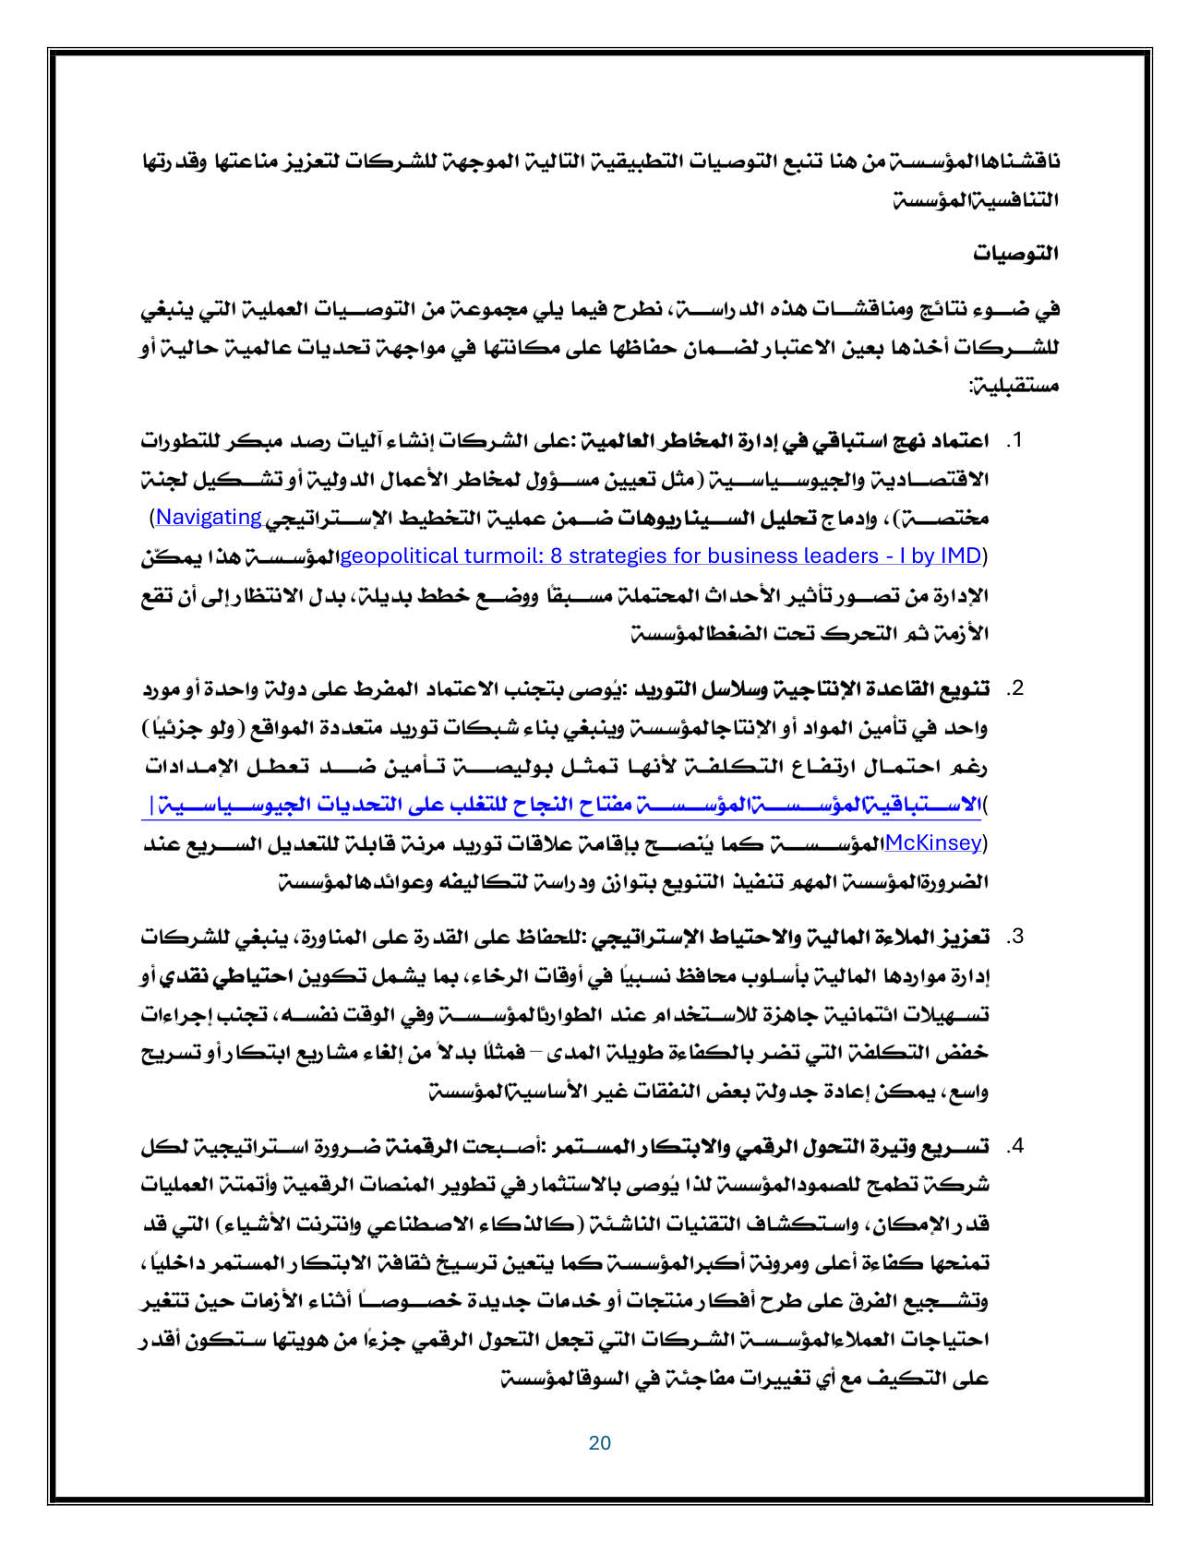 ناقشناهاالمؤسسة من هنا تنبع التوصيات التطبيقية التالية الموجهة للشركات لتعزيز مناعتها وقدرتها
التنافسيةالمؤسسة
التوصيات
في ضوء نتائج ومناقشات هذه الدراسة، نطرح فيما يلي مجموعة من التوصيات العملية التي ينبغي
للشركات أخذها بعين الاعتبار لضمان حفاظها على مكانتها في مواجهة تحديات عالمية حالية أو
مستقبلية:
1. اعتماد نهج استباقي في إدارة المخاطر العالمية :على الشركات إنشاء آليات رصد مبكر للتطورات
الاقتصادية والجيوسياسية (مثل تعيين مسؤول لمخاطر الأعمال الدولية أو تشكيل لجنة
مختصة)، وإدماج تحليل السيناريوهات ضمن عملية التخطيط الإستراتيجي (Navigating
geopolitical turmoil: 8 strategies for business leaders - I by IMD)المؤسسة هذا يمكّن
الإدارة من تصور تأثير الأحداث المحتملة مسبقًا ووضع خطط بديلة، بدل الانتظار إلى أن تقع
الأزمة ثم التحرك تحت الضغطالمؤسسة
2. تنويع القاعدة الإنتاجية وسلاسل التوريد :يُوصى بتجنب الاعتماد المفرط على دولة واحدة أو مورد
واحد في تأمين المواد أو الإنتاجالمؤسسة وينبغي بناء شبكات توريد متعددة المواقع (ولو جزئيًا)
رغم احتمال ارتفاع التكلفة لأنها تمثل بوليصة تأمين ضد تعطل الإمدادات
)الاستباقيةالمؤسسةالمؤسسة مفتاح النجاح للتغلب على التحديات الجيوسياسية |
McKinsey)المؤسسة كما يُنصح بإقامة علاقات توريد مرنة قابلة للتعديل السريع عند
الضرورةالمؤسسة المهم تنفيذ التنويع بتوازن ودراسة لتكاليفه وعوائدهاالمؤسسة
3. تعزيز الملاءة المالية والاحتياط الإستراتيجي :للحفاظ على القدرة على المناورة، ينبغي للشركات
إدارة مواردها المالية بأسلوب محافظ نسبيًا في أوقات الرخاء، بما يشمل تكوين احتياطي نقدي أو
تسهيلات ائتمانية جاهزة للاستخدام عند الطوارئالمؤسسة وفي الوقت نفسه، تجنب إجراءات
خفض التكلفة التي تضر بالكفاءة طويلة المدى – فمثلًا بدلاً من إلغاء مشاريع ابتكار أو تسريح
واسع، يمكن إعادة جدولة بعض النفقات غير الأساسيةالمؤسسة
4. تسريع وتيرة التحول الرقمي والابتكار المستمر :أصبحت الرقمنة ضرورة استراتيجية لكل
شركة تطمح للصمودالمؤسسة لذا يُوصى بالاستثمار في تطوير المنصات الرقمية وأتمتة العمليات
قدر الإمكان، واستكشاف التقنيات الناشئة (كالذكاء الاصطناعي وإنترنت الأشياء) التي قد
تمنحها كفاءة أعلى ومرونة أكبرالمؤسسة كما يتعين ترسيخ ثقافة الابتكار المستمر داخليًا،
وتشجيع الفرق على طرح أفكار منتجات أو خدمات جديدة خصوصًا أثناء الأزمات حين تتغير
احتياجات العملاءالمؤسسة الشركات التي تجعل التحول الرقمي جزءًا من هويتها ستكون أقدر
على التكيف مع أي تغييرات مفاجئة في السوقالمؤسسة
20